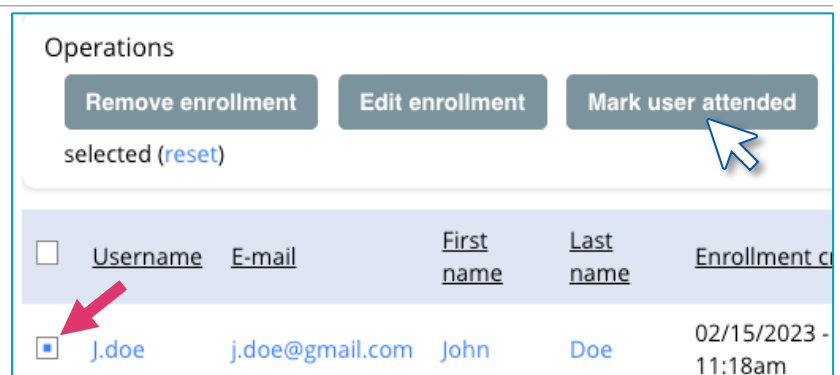 Operations
Remove enrollment Edit enrollment Mark user attended
selected (reset)
Username E-mail First name Last name Enrollment
J.doe j.doe@gmail.com John Doe 02/15/2023 - 11:18am